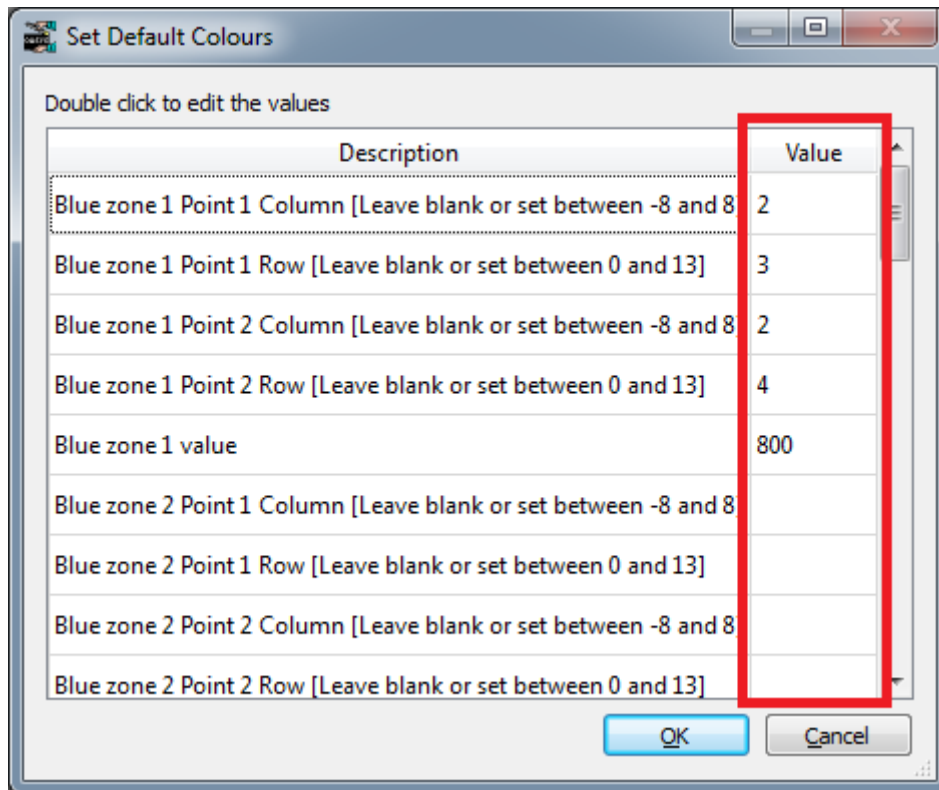 Set Default Colours
Double click to edit the values
Description Value
Blue zone 1 Point 1 Column [Leave blank or set between -8 and 8] 2
Blue zone 1 Point 1 Row [Leave blank or set between 0 and 13] 3
Blue zone 1 Point 2 Column [Leave blank or set between -8 and 8] 2
Blue zone 1 Point 2 Row [Leave blank or set between 0 and 13] 4
Blue zone 1 value 800
Blue zone 2 Point 1 Column [Leave blank or set between -8 and 8]
Blue zone 2 Point 1 Row [Leave blank or set between 0 and 13]
Blue zone 2 Point 2 Column [Leave blank or set between -8 and 8]
Blue zone 2 Point 2 Row [Leave blank or set between 0 and 13]
OK Cancel